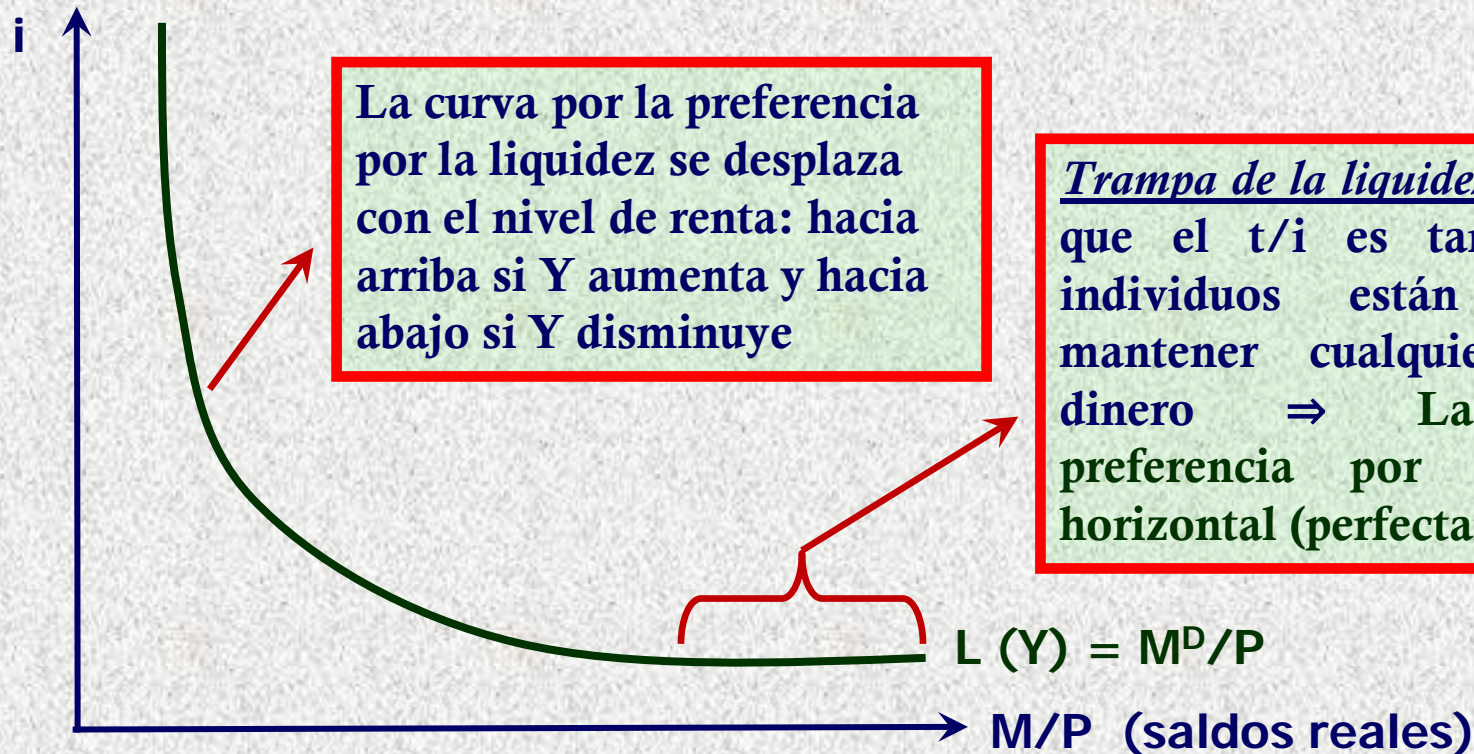 i
La curva por la preferencia
por la liquidez se desplaza
con el nivel de renta: hacia
arriba si Y aumenta y hacia
abajo si Y disminuye
Trampa de la
que el t/i es
individuos están
mantener
dinero ⇒ La
preferencia por
horizontal
L (Y) = Mᴰ/P
M/P (saldos reales)